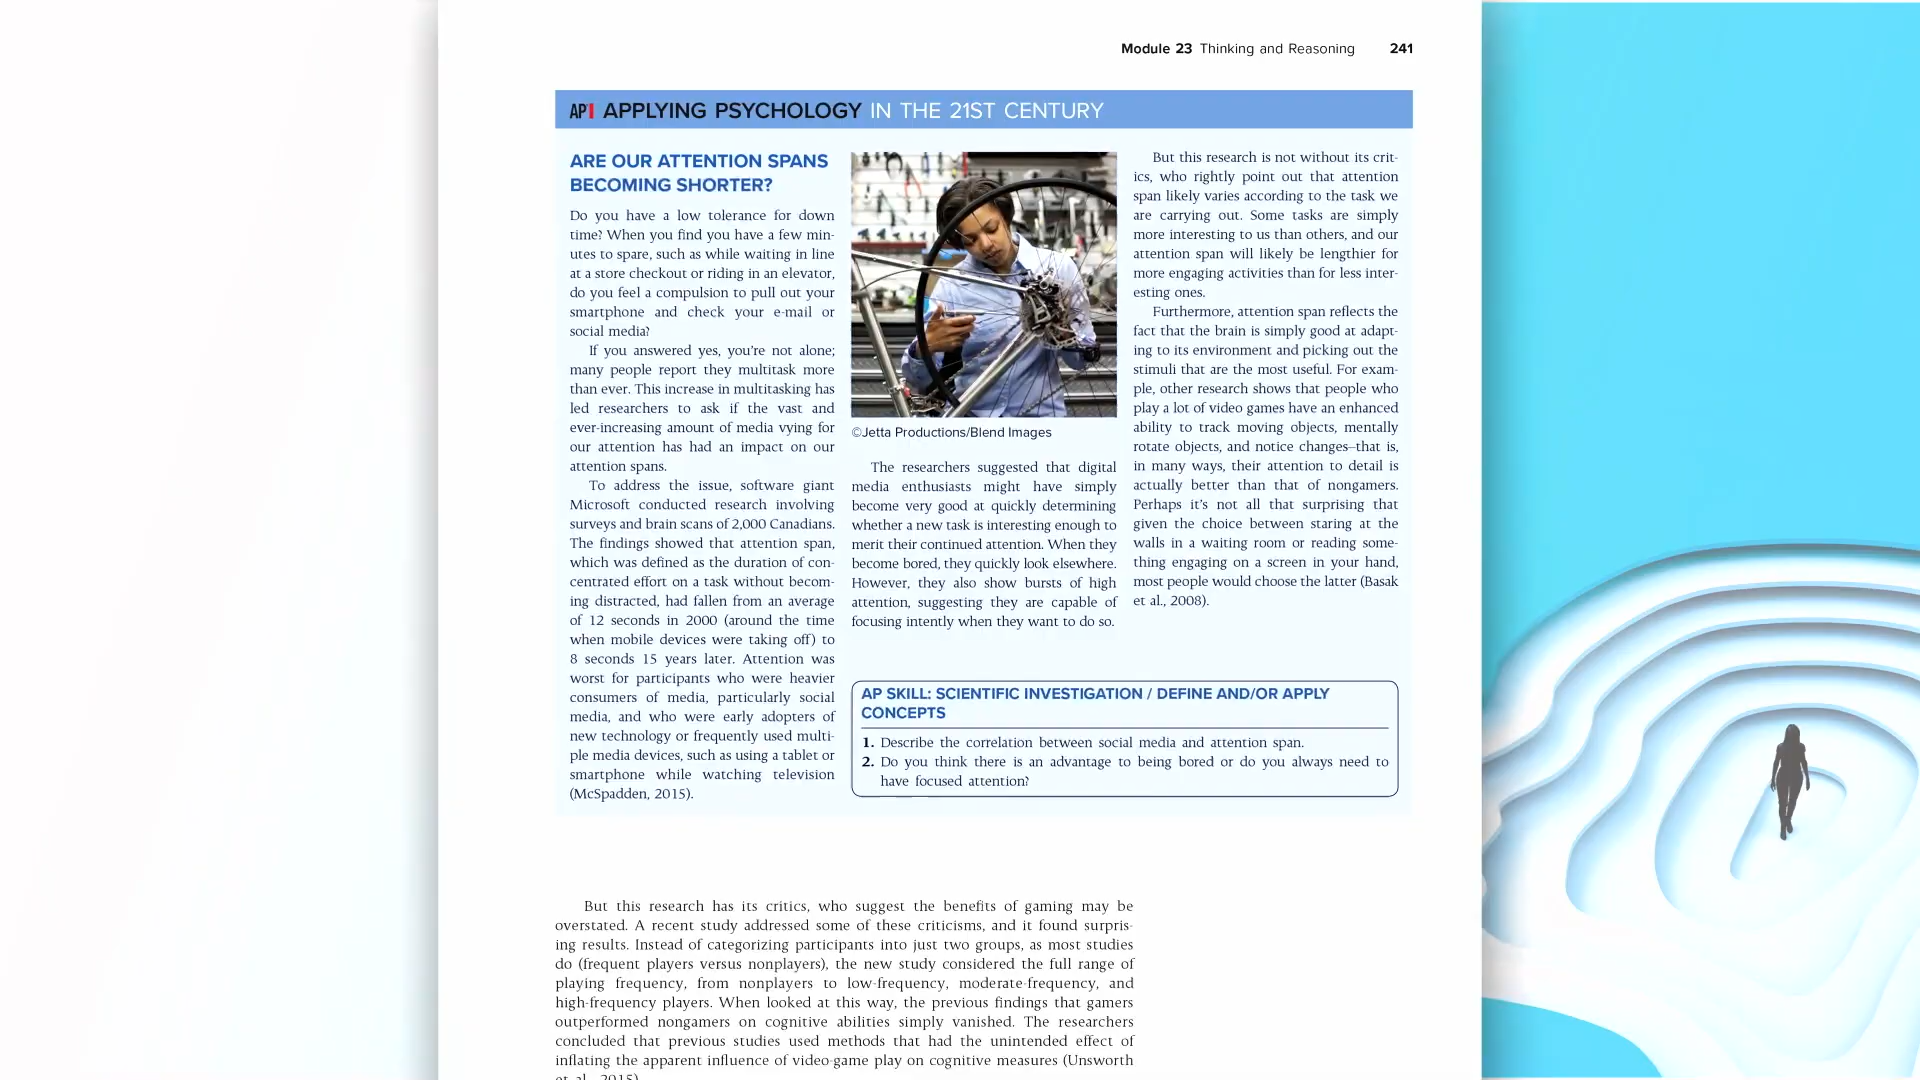 Module 23 Thinking and Reasoning 241
AP APPLYING PSYCHOLOGY IN THE 21ST CENTURY
ARE OUR ATTENTION SPANS
BECOMING SHORTER?
Do you have a low tolerance for down
time? When you find you have a few min-
utes to spare, such as while waiting in line
at a store checkout or riding in an elevator,
do you feel a compulsion to pull out your
smartphone and check your e-mail or
social media?
If you answered yes, you're not alone;
many people report they multitask more
than ever. This increase in multitasking has
led researchers to ask if the vast and
ever-increasing amount of media vying for
our attention has had an impact on our
attention spans.
To address the issue, software giant
Microsoft conducted research involving
surveys and brain scans of 2,000 Canadians.
The findings showed that attention span,
which was defined as the duration of con-
centrated effort on a task without becom-
ing distracted, had fallen from an average
of 12 seconds in 2000 (around the time
when mobile devices were taking off) to
8 seconds 15 years later. Attention was
worst for participants who were heavier
consumers of media, particularly social
media, and who were early adopters of
new technology or frequently used multi-
ple media devices, such as using a tablet or
smartphone while watching television
(McSpadden, 2015).
©Jetta Productions/Blend Images
The researchers suggested that digital
media enthusiasts might have simply
become very good at quickly determining
whether a new task is interesting enough to
merit their continued attention. When they
become bored, they quickly look elsewhere.
However, they also show bursts of high
attention, suggesting they are capable of
focusing intently when they want to do so.
But this research is not without its crit-
ics, who rightly point out that attention
span likely varies according to the task we
are carrying out. Some tasks are simply
more interesting to us than others, and our
attention span will likely be lengthier for
more engaging activities than for less inter-
esting ones.
Furthermore, attention span reflects the
fact that the brain is simply good at adapt-
ing to its environment and picking out the
stimuli that are the most useful. For exam-
ple, other research shows that people who
play a lot of video games have an enhanced
ability to track moving objects, mentally
rotate objects, and notice changes—that is,
in many ways, their attention to detail is
actually better than that of nongamers.
Perhaps it's not all that surprising that
given the choice between staring at the
walls in a waiting room or reading some-
thing engaging on a screen in your hand,
most people would choose the latter (Basak
et al., 2008).
AP SKILL: SCIENTIFIC INVESTIGATION / DEFINE AND/OR APPLY
CONCEPTS
1. Describe the correlation between social media and attention span.
2. Do you think there is an advantage to being bored or do you always need to
have focused attention?
But this research has its critics, who suggest the benefits of gaming may be
overstated. A recent study addressed some of these criticisms, and it found surpris-
ing results. Instead of categorizing participants into just two groups, as most studies
do (frequent players versus nonplayers), the new study considered the full range of
playing frequency, from nonplayers to low-frequency, moderate-frequency, and
high-frequency players. When looked at this way, the previous findings that gamers
outperformed nongamers on cognitive abilities simply vanished. The researchers
concluded that previous studies used methods that had the unintended effect of
inflating the apparent influence of video-game play on cognitive measures (Unsworth
et al., 2015).